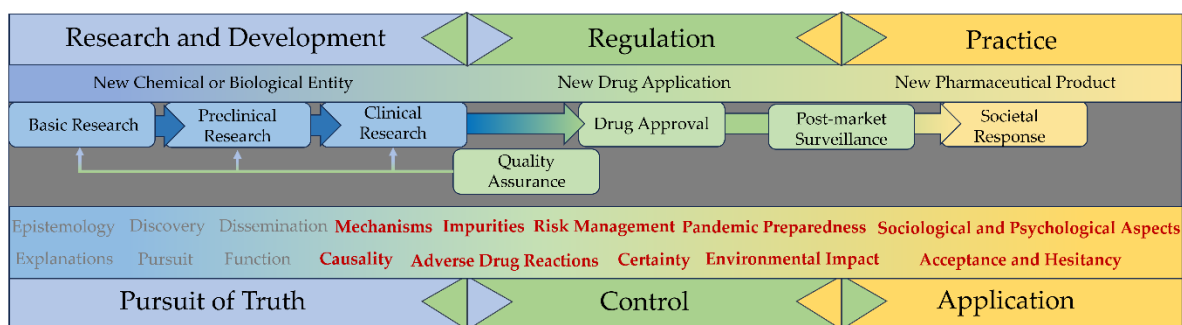 Research and Development Regulation Practice
New Chemical or Biological Entity New Drug Application New Pharmaceutical Product
Basic Research
Preclinical
Research
Clinical
Research
Drug Approval
Post-market
Surveillance
Societal
Response
Quality
Assurance
Epistemology Discovery Dissemination Mechanisms Impurities Risk Management Pandemic Preparedness Sociological and Psychological Aspects
Explanations Pursuit Function Causality Adverse Drug Reactions Certainty Environmental Impact Acceptance and Hesitancy
Pursuit of Truth Control Application